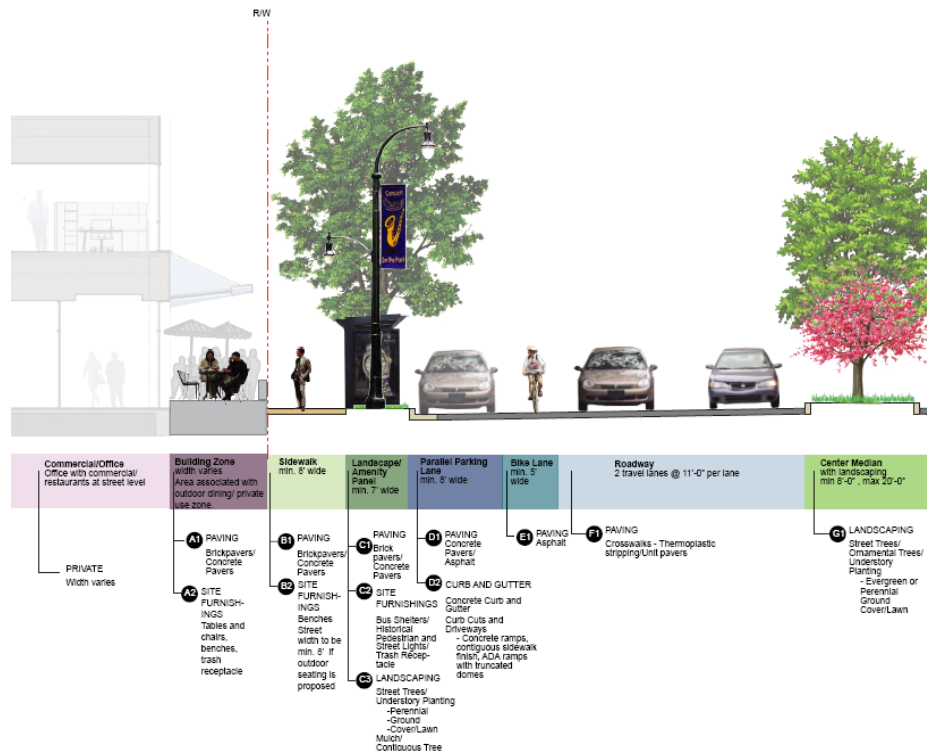 R/W
Concert
On The Park
Commercial/Office
Office with commercial/
restaurants at street level
Building Zone
width varies
Area associated with
outdoor dining/ private
use zone.
Sidewalk
min. 8' wide
Landscape/
Amenity
Panel
min. 7' wide
Parallel Parking
Lane
min. 8' wide
Bike Lane
min. 5'
wide
Roadway
2 travel lanes @ 11'-0" per lane
Center Median
with landscaping
min 8'-0" , max 20'-0"
PRIVATE
Width varies
A1 PAVING
Brickpavers/
Concrete
Pavers
A2 SITE
FURNISH-
INGS
Tables and
chairs,
benches,
trash
receptacle
B1 PAVING
Brickpavers/
Concrete
Pavers
B2 SITE
FURNISH-
INGS
Benches
Street
width to be
min. 8' if
outdoor
seating is
proposed
C1 PAVING
Brick
pavers/
Concrete
Pavers
C2 SITE
FURNISHINGS
Bus Shelters/
Historical
Pedestrian and
Street Lights/
Trash Recep-
tacle
C3 LANDSCAPING
Street Trees/
Understory Planting
-Perennial
-Ground
-Cover/Lawn
Mulch/
Contiguous Tree
D1 PAVING
Concrete
Pavers/
Asphalt
D2 CURB AND GUTTER
Concrete Curb and
Gutter
Curb Cuts and
Driveways
- Concrete ramps,
contiguous sidewalk
finish, ADA ramps
with truncated
domes
E1 PAVING
Asphalt
F1 PAVING
Crosswalks - Thermoplastic
stripping/Unit pavers
G1 LANDSCAPING
Street Trees/
Ornamental Trees/
Understory
Planting
- Evergreen or
Perennial
Ground
Cover/Lawn